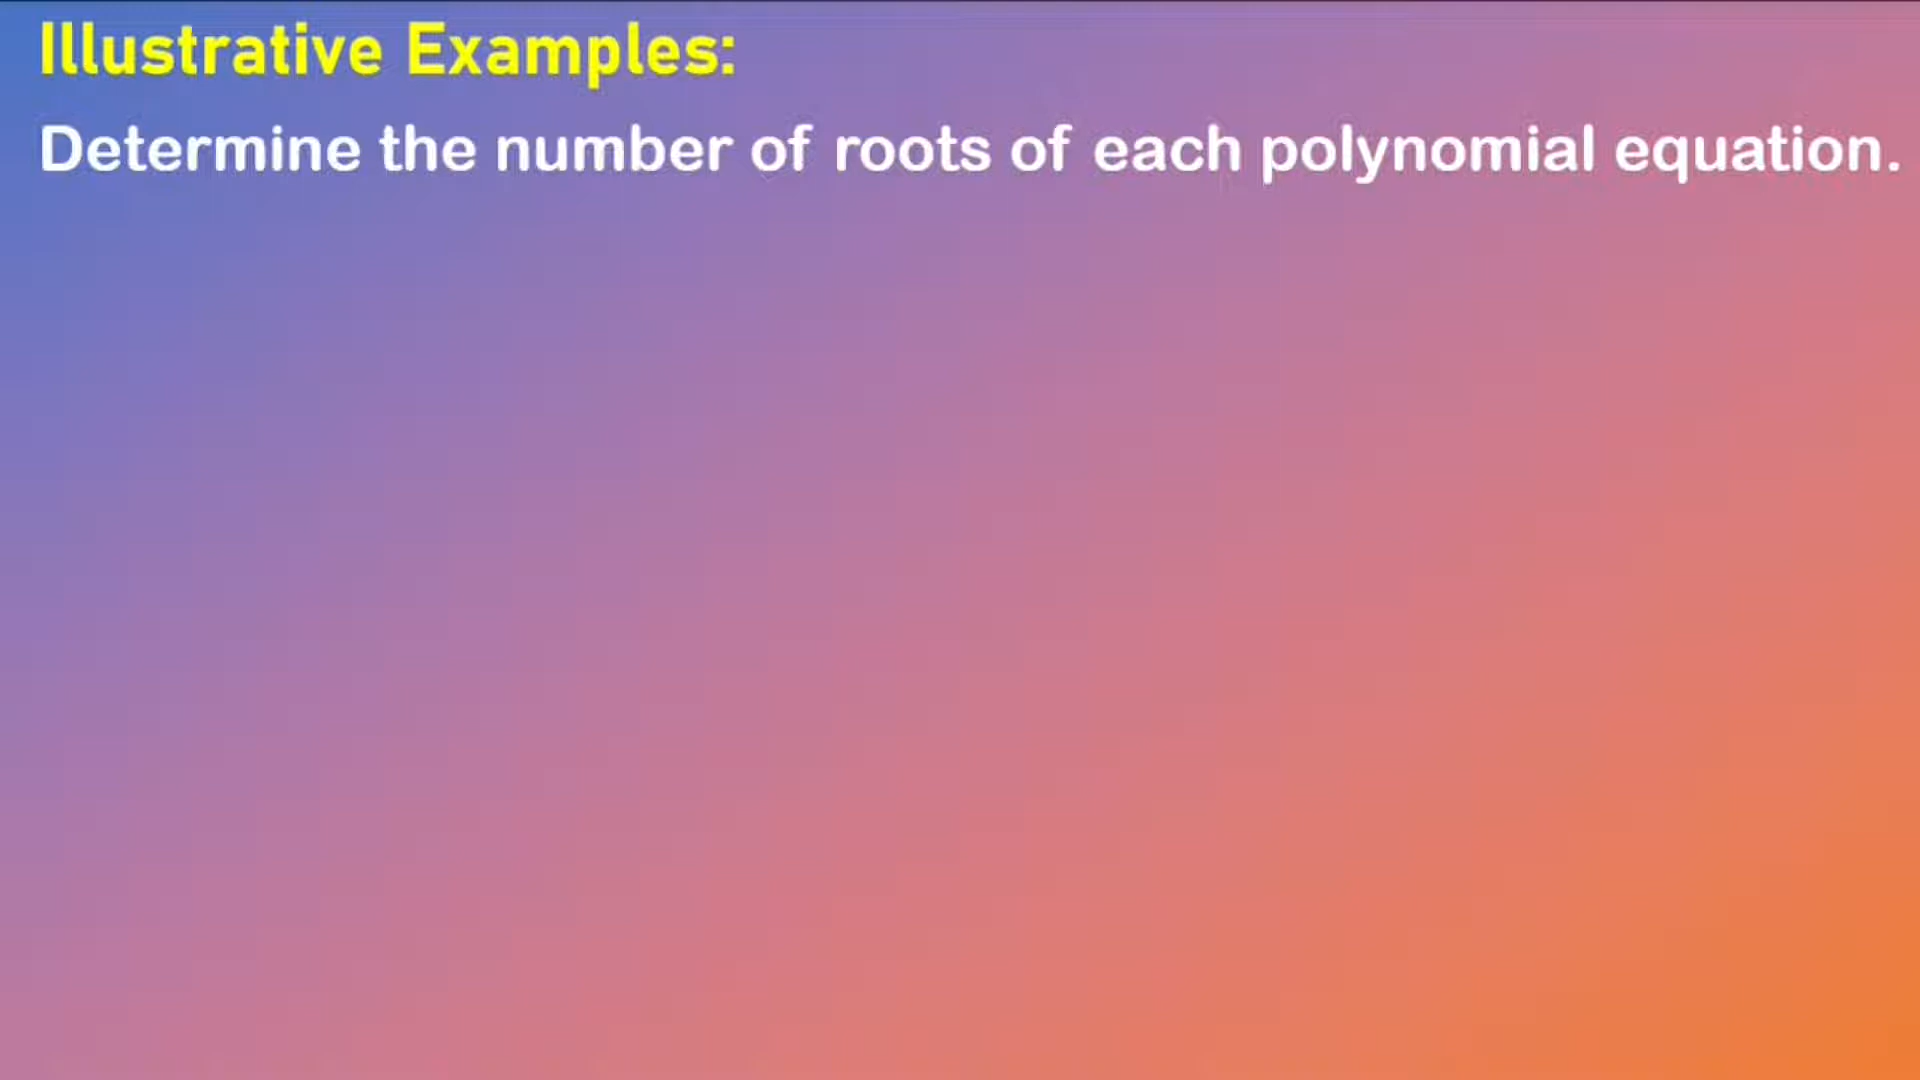 Illustrative Examples:
Determine the number of roots of each polynomial equation.